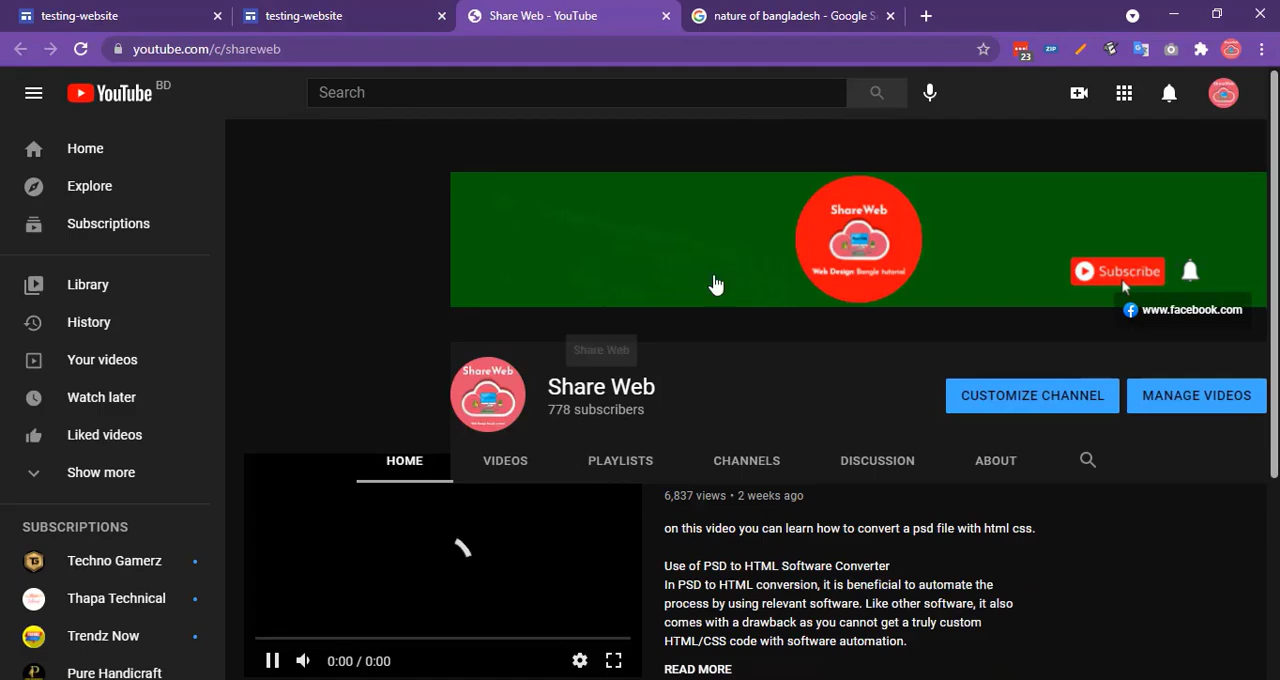 testing-website
testing-website
Share Web - YouTube
nature of bangladesh - Google Se
youtube.com/c/shareweb
23
ZIP
YouTube BD
Search
Home
Explore
Subscriptions
Library
History
Your videos
Watch later
Liked videos
Show more
SUBSCRIPTIONS
Techno Gamerz
Thapa Technical
Trendz Now
Pure Handicraft
ShareWeb
Web Design Bangle tutorial
Subscribe
www.facebook.com
Share Web
ShareWeb
Share Web
778 subscribers
CUSTOMIZE CHANNEL
MANAGE VIDEOS
HOME
VIDEOS
PLAYLISTS
CHANNELS
DISCUSSION
ABOUT
0:00 / 0:00
6,837 views • 2 weeks ago
on this video you can learn how to convert a psd file with html css.
Use of PSD to HTML Software Converter
In PSD to HTML conversion, it is beneficial to automate the
process by using relevant software. Like other software, it also
comes with a drawback as you cannot get a truly custom
HTML/CSS code with software automation.
READ MORE